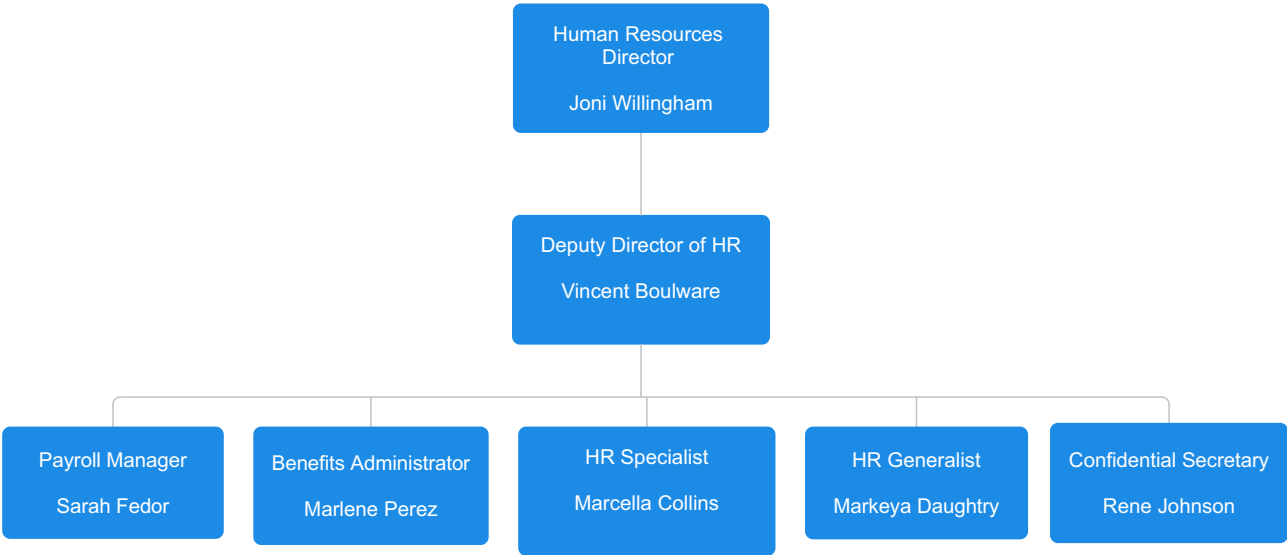 Human Resources
Director
Joni Willingham
Deputy Director of HR
Vincent Boulware
Payroll Manager
Sarah Fedor
Benefits Administrator
Marlene Perez
HR Specialist
Marcella Collins
HR Generalist
Markeya Daughtry
Confidential Secretary
Rene Johnson